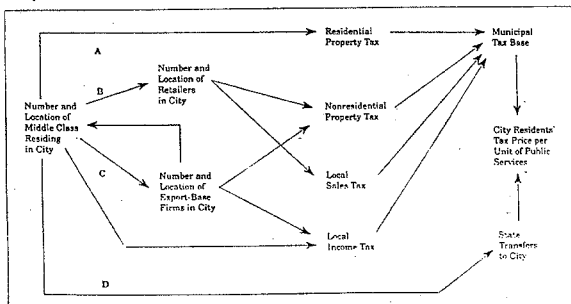 Residential
Property Tax
Municipal
Tax Base
A
Number and
Location of
Retailers
in City
B
Number and
Location of
Middle Class
Residing
in City
Nonresidential
Property Tax
City Residents'
Tax Price per
Unit of Public
Services
C
Number and
Location of
Export-Base
Firms in City
Local
Sales Tax
Local
Income Tax
State
Transfers
to City
D